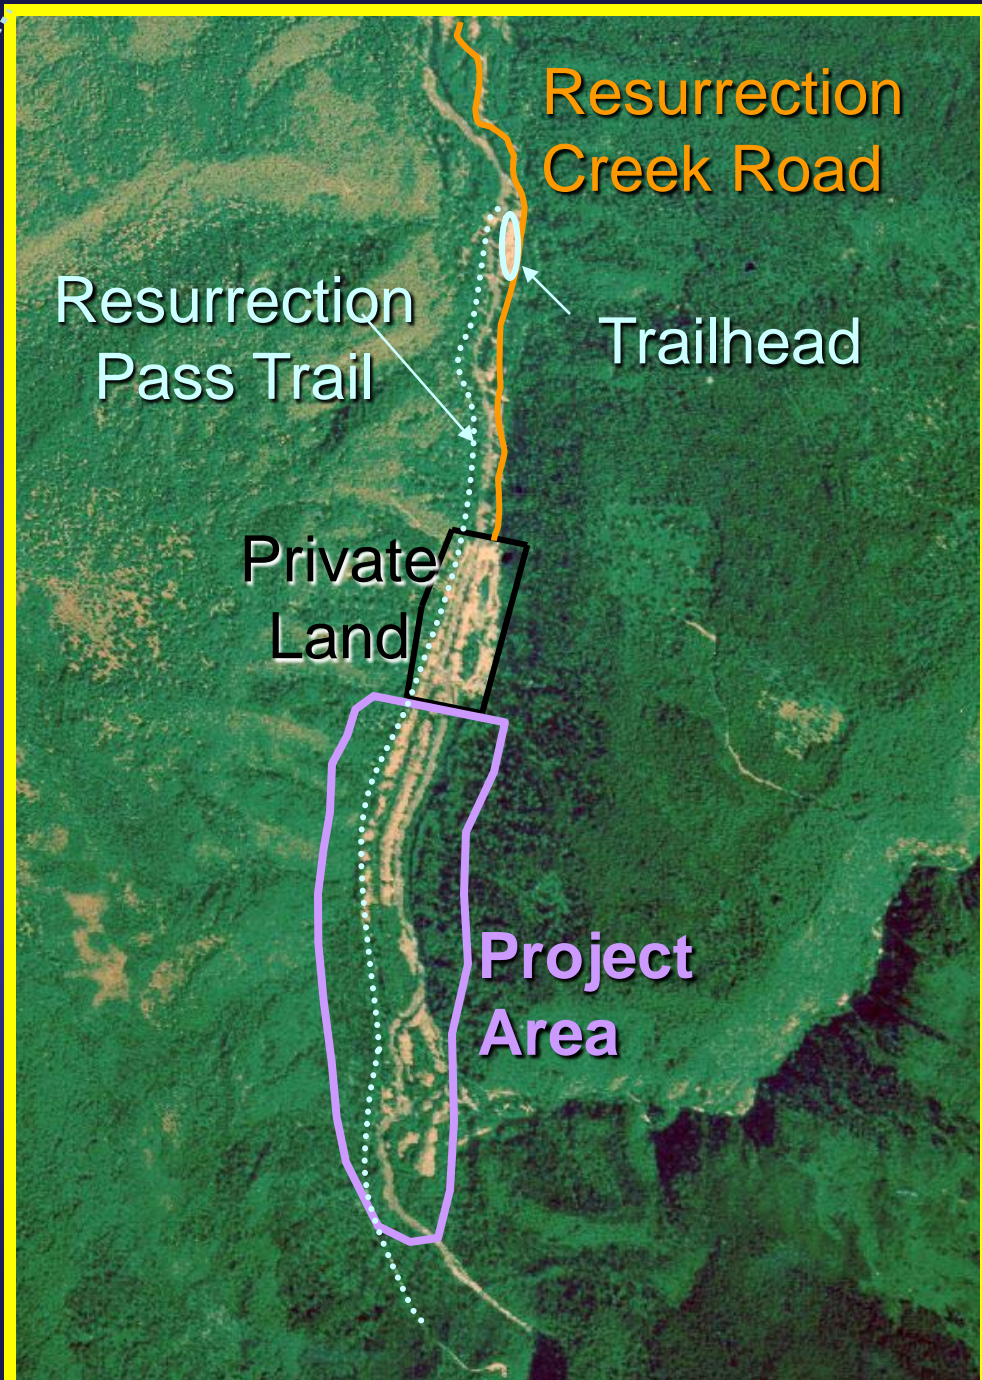 Resurrection
Creek Road
Resurrection
Pass Trail
Trailhead
Private
Land
Project
Area